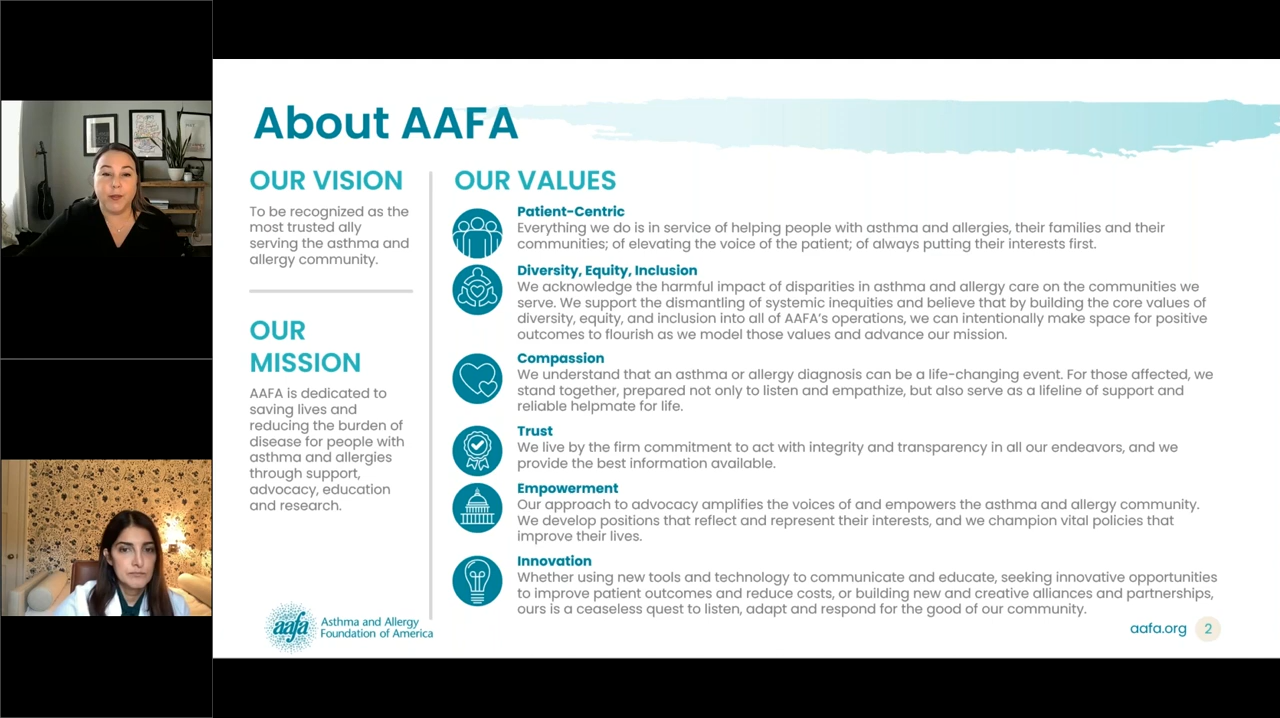 About AAFA
OUR VISION
To be recognized as the
most trusted ally
serving the asthma and
allergy community.
OUR
MISSION
AAFA is dedicated to
saving lives and
reducing the burden of
disease for people with
asthma and allergies
through support,
advocacy, education
and research.
OUR VALUES
Patient-Centric
Everything we do is in service of helping people with asthma and allergies, their families and their
communities; of elevating the voice of the patient; of always putting their interests first.
Diversity, Equity, Inclusion
We acknowledge the harmful impact of disparities in asthma and allergy care on the communities we
serve. We support the dismantling of systemic inequities and believe that by building the core values of
diversity, equity, and inclusion into all of AAFA's operations, we can intentionally make space for positive
outcomes to flourish as we model those values and advance our mission.
Compassion
We understand that an asthma or allergy diagnosis can be a life-changing event. For those affected, we
stand together, prepared not only to listen and empathize, but also serve as a lifeline of support and
reliable helpmate for life.
Trust
We live by the firm commitment to act with integrity and transparency in all our endeavors, and we
provide the best information available.
Empowerment
Our approach to advocacy amplifies the voices of and empowers the asthma and allergy community.
We develop positions that reflect and represent their interests, and we champion vital policies that
improve their lives.
Innovation
Whether using new tools and technology to communicate and educate, seeking innovative opportunities
to improve patient outcomes and reduce costs, or building new and creative alliances and partnerships,
ours is a ceaseless quest to listen, adapt and respond for the good of our community.
aafa
Asthma and Allergy
Foundation of America
aafa.org 2